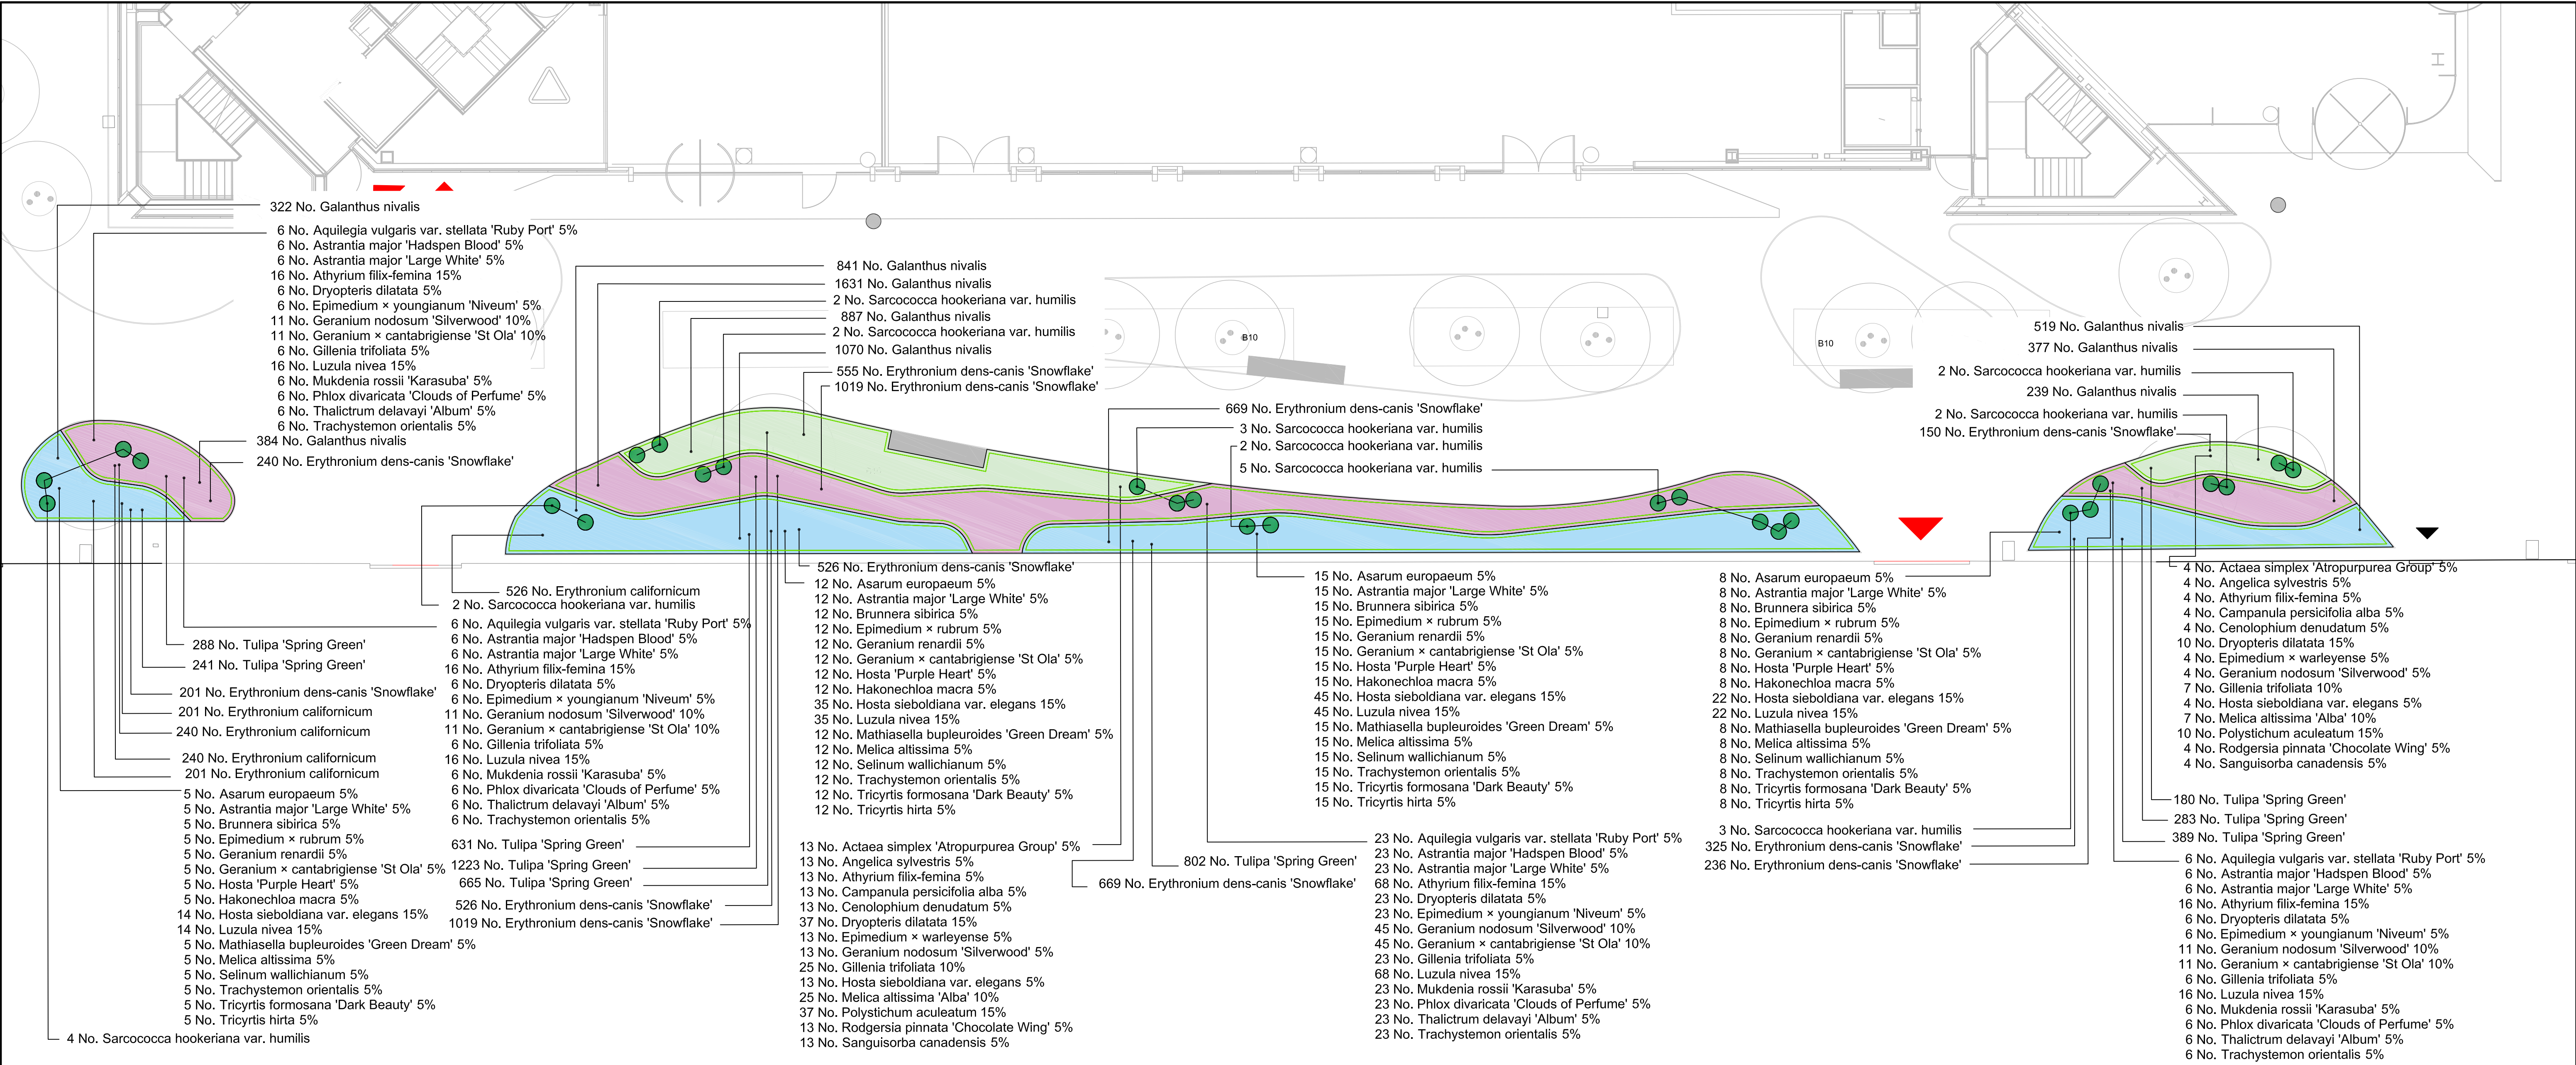 322 No. Galanthus nivalis
6 No. Aquilegia vulgaris var. stellata 'Ruby Port' 5%
6 No. Astrantia major 'Hadspen Blood' 5%
6 No. Astrantia major 'Large White' 5%
16 No. Athyrium filix-femina 15%
6 No. Dryopteris dilatata 5%
6 No. Epimedium × youngianum 'Niveum' 5%
11 No. Geranium nodosum 'Silverwood' 10%
11 No. Geranium × cantabrigiense 'St Ola' 10%
6 No. Gillenia trifoliata 5%
16 No. Luzula nivea 15%
6 No. Mukdenia rossii 'Karasuba' 5%
6 No. Phlox divaricata 'Clouds of Perfume' 5%
6 No. Thalictrum delavayi 'Album' 5%
6 No. Trachystemon orientalis 5%
384 No. Galanthus nivalis
240 No. Erythronium dens-canis 'Snowflake'
841 No. Galanthus nivalis
1631 No. Galanthus nivalis
2 No. Sarcococca hookeriana var. humilis
887 No. Galanthus nivalis
2 No. Sarcococca hookeriana var. humilis
1070 No. Galanthus nivalis
555 No. Erythronium dens-canis 'Snowflake'
1019 No. Erythronium dens-canis 'Snowflake'
B10
B10
669 No. Erythronium dens-canis 'Snowflake'
3 No. Sarcococca hookeriana var. humilis
2 No. Sarcococca hookeriana var. humilis
5 No. Sarcococca hookeriana var. humilis
519 No. Galanthus nivalis
377 No. Galanthus nivalis
2 No. Sarcococca hookeriana var. humilis
239 No. Galanthus nivalis
2 No. Sarcococca hookeriana var. humilis
150 No. Erythronium dens-canis 'Snowflake'
288 No. Tulipa 'Spring Green'
241 No. Tulipa 'Spring Green'
201 No. Erythronium dens-canis 'Snowflake'
201 No. Erythronium californicum
240 No. Erythronium californicum
240 No. Erythronium californicum
201 No. Erythronium californicum
5 No. Asarum europaeum 5%
5 No. Astrantia major 'Large White' 5%
5 No. Brunnera sibirica 5%
5 No. Epimedium × rubrum 5%
5 No. Geranium renardii 5%
5 No. Geranium × cantabrigiense 'St Ola' 5%
5 No. Hosta 'Purple Heart' 5%
5 No. Hakonechloa macra 5%
14 No. Hosta sieboldiana var. elegans 15%
14 No. Luzula nivea 15%
5 No. Mathiasella bupleuroides 'Green Dream' 5%
5 No. Melica altissima 5%
5 No. Selinum wallichianum 5%
5 No. Trachystemon orientalis 5%
5 No. Tricyrtis formosana 'Dark Beauty' 5%
5 No. Tricyrtis hirta 5%
4 No. Sarcococca hookeriana var. humilis
526 No. Erythronium californicum
2 No. Sarcococca hookeriana var. humilis
6 No. Aquilegia vulgaris var. stellata 'Ruby Port' 5%
6 No. Astrantia major 'Hadspen Blood' 5%
6 No. Astrantia major 'Large White' 5%
16 No. Athyrium filix-femina 15%
6 No. Dryopteris dilatata 5%
6 No. Epimedium × youngianum 'Niveum' 5%
11 No. Geranium nodosum 'Silverwood' 10%
11 No. Geranium × cantabrigiense 'St Ola' 10%
6 No. Gillenia trifoliata 5%
16 No. Luzula nivea 15%
6 No. Mukdenia rossii 'Karasuba' 5%
6 No. Phlox divaricata 'Clouds of Perfume' 5%
6 No. Thalictrum delavayi 'Album' 5%
6 No. Trachystemon orientalis 5%
631 No. Tulipa 'Spring Green'
1223 No. Tulipa 'Spring Green'
665 No. Tulipa 'Spring Green'
526 No. Erythronium dens-canis 'Snowflake'
1019 No. Erythronium dens-canis 'Snowflake'
526 No. Erythronium dens-canis 'Snowflake'
12 No. Asarum europaeum 5%
12 No. Astrantia major 'Large White' 5%
12 No. Brunnera sibirica 5%
12 No. Epimedium × rubrum 5%
12 No. Geranium renardii 5%
12 No. Geranium × cantabrigiense 'St Ola' 5%
12 No. Hosta 'Purple Heart' 5%
12 No. Hakonechloa macra 5%
35 No. Hosta sieboldiana var. elegans 15%
35 No. Luzula nivea 15%
12 No. Mathiasella bupleuroides 'Green Dream' 5%
12 No. Melica altissima 5%
12 No. Selinum wallichianum 5%
12 No. Trachystemon orientalis 5%
12 No. Tricyrtis formosana 'Dark Beauty' 5%
12 No. Tricyrtis hirta 5%
13 No. Actaea simplex 'Atropurpurea Group' 5%
13 No. Angelica sylvestris 5%
13 No. Athyrium filix-femina 5%
13 No. Campanula persicifolia alba 5%
13 No. Cenolophium denudatum 5%
37 No. Dryopteris dilatata 15%
13 No. Epimedium × warleyense 5%
13 No. Geranium nodosum 'Silverwood' 5%
25 No. Gillenia trifoliata 10%
13 No. Hosta sieboldiana var. elegans 5%
25 No. Melica altissima 'Alba' 10%
37 No. Polystichum aculeatum 15%
13 No. Rodgersia pinnata 'Chocolate Wing' 5%
13 No. Sanguisorba canadensis 5%
802 No. Tulipa 'Spring Green'
669 No. Erythronium dens-canis 'Snowflake'
15 No. Asarum europaeum 5%
15 No. Astrantia major 'Large White' 5%
15 No. Brunnera sibirica 5%
15 No. Epimedium × rubrum 5%
15 No. Geranium renardii 5%
15 No. Geranium × cantabrigiense 'St Ola' 5%
15 No. Hosta 'Purple Heart' 5%
15 No. Hakonechloa macra 5%
45 No. Hosta sieboldiana var. elegans 15%
45 No. Luzula nivea 15%
15 No. Mathiasella bupleuroides 'Green Dream' 5%
15 No. Melica altissima 5%
15 No. Selinum wallichianum 5%
15 No. Trachystemon orientalis 5%
15 No. Tricyrtis formosana 'Dark Beauty' 5%
15 No. Tricyrtis hirta 5%
23 No. Aquilegia vulgaris var. stellata 'Ruby Port' 5%
23 No. Astrantia major 'Hadspen Blood' 5%
23 No. Astrantia major 'Large White' 5%
68 No. Athyrium filix-femina 15%
23 No. Dryopteris dilatata 5%
23 No. Epimedium × youngianum 'Niveum' 5%
45 No. Geranium nodosum 'Silverwood' 10%
45 No. Geranium × cantabrigiense 'St Ola' 10%
23 No. Gillenia trifoliata 5%
68 No. Luzula nivea 15%
23 No. Mukdenia rossii 'Karasuba' 5%
23 No. Phlox divaricata 'Clouds of Perfume' 5%
23 No. Thalictrum delavayi 'Album' 5%
23 No. Trachystemon orientalis 5%
8 No. Asarum europaeum 5%
8 No. Astrantia major 'Large White' 5%
8 No. Brunnera sibirica 5%
8 No. Epimedium × rubrum 5%
8 No. Geranium renardii 5%
8 No. Geranium × cantabrigiense 'St Ola' 5%
8 No. Hosta 'Purple Heart' 5%
8 No. Hakonechloa macra 5%
22 No. Hosta sieboldiana var. elegans 15%
22 No. Luzula nivea 15%
8 No. Mathiasella bupleuroides 'Green Dream' 5%
8 No. Melica altissima 5%
8 No. Selinum wallichianum 5%
8 No. Trachystemon orientalis 5%
8 No. Tricyrtis formosana 'Dark Beauty' 5%
8 No. Tricyrtis hirta 5%
3 No. Sarcococca hookeriana var. humilis
325 No. Erythronium dens-canis 'Snowflake'
236 No. Erythronium dens-canis 'Snowflake'
4 No. Actaea simplex 'Atropurpurea Group' 5%
4 No. Angelica sylvestris 5%
4 No. Athyrium filix-femina 5%
4 No. Campanula persicifolia alba 5%
4 No. Cenolophium denudatum 5%
10 No. Dryopteris dilatata 15%
4 No. Epimedium × warleyense 5%
4 No. Geranium nodosum 'Silverwood' 5%
7 No. Gillenia trifoliata 10%
4 No. Hosta sieboldiana var. elegans 5%
7 No. Melica altissima 'Alba' 10%
10 No. Polystichum aculeatum 15%
4 No. Rodgersia pinnata 'Chocolate Wing' 5%
4 No. Sanguisorba canadensis 5%
180 No. Tulipa 'Spring Green'
283 No. Tulipa 'Spring Green'
389 No. Tulipa 'Spring Green'
6 No. Aquilegia vulgaris var. stellata 'Ruby Port' 5%
6 No. Astrantia major 'Hadspen Blood' 5%
6 No. Astrantia major 'Large White' 5%
16 No. Athyrium filix-femina 15%
6 No. Dryopteris dilatata 5%
6 No. Epimedium × youngianum 'Niveum' 5%
11 No. Geranium nodosum 'Silverwood' 10%
11 No. Geranium × cantabrigiense 'St Ola' 10%
6 No. Gillenia trifoliata 5%
16 No. Luzula nivea 15%
6 No. Mukdenia rossii 'Karasuba' 5%
6 No. Phlox divaricata 'Clouds of Perfume' 5%
6 No. Thalictrum delavayi 'Album' 5%
6 No. Trachystemon orientalis 5%